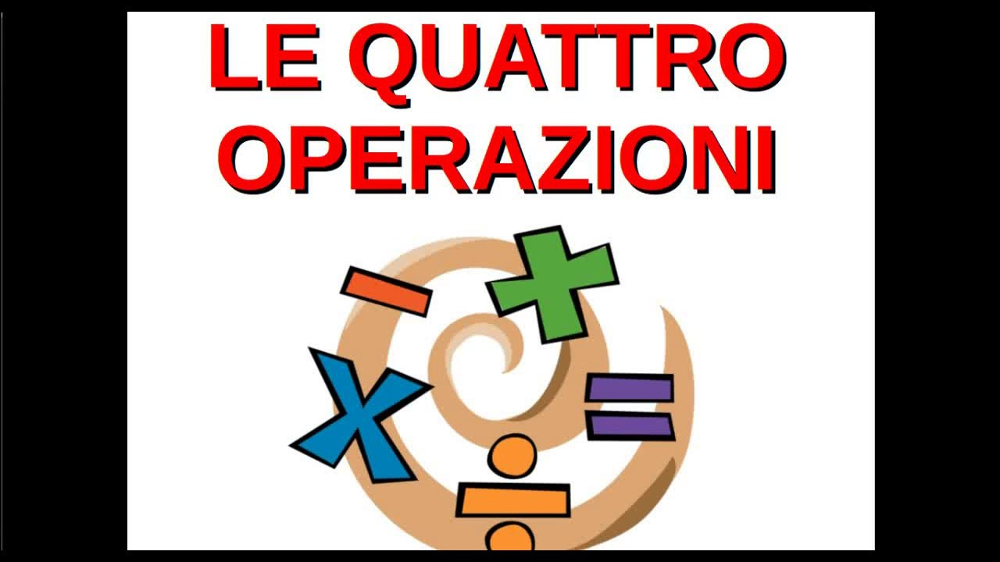 LE QUATTRO
OPERAZIONI
-
+
x
=
÷